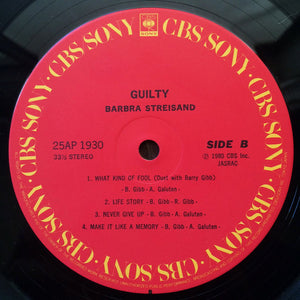 CBS SONY
CBS
SONY
GUILTY
BARBRA STREISAND
25AP 1930
33⅓ STEREO
SIDE B
Ⓟ 1980 CBS Inc.
JASRAC
1. WHAT KIND OF FOOL (Duet with Barry Gibb)
-B. Gibb-A. Galuten-
2. LIFE STORY -B. Gibb-R. Gibb-
3. NEVER GIVE UP -B. Gibb-A. Galuten-
4. MAKE IT LIKE A MEMORY -B. Gibb-A. Galuten-